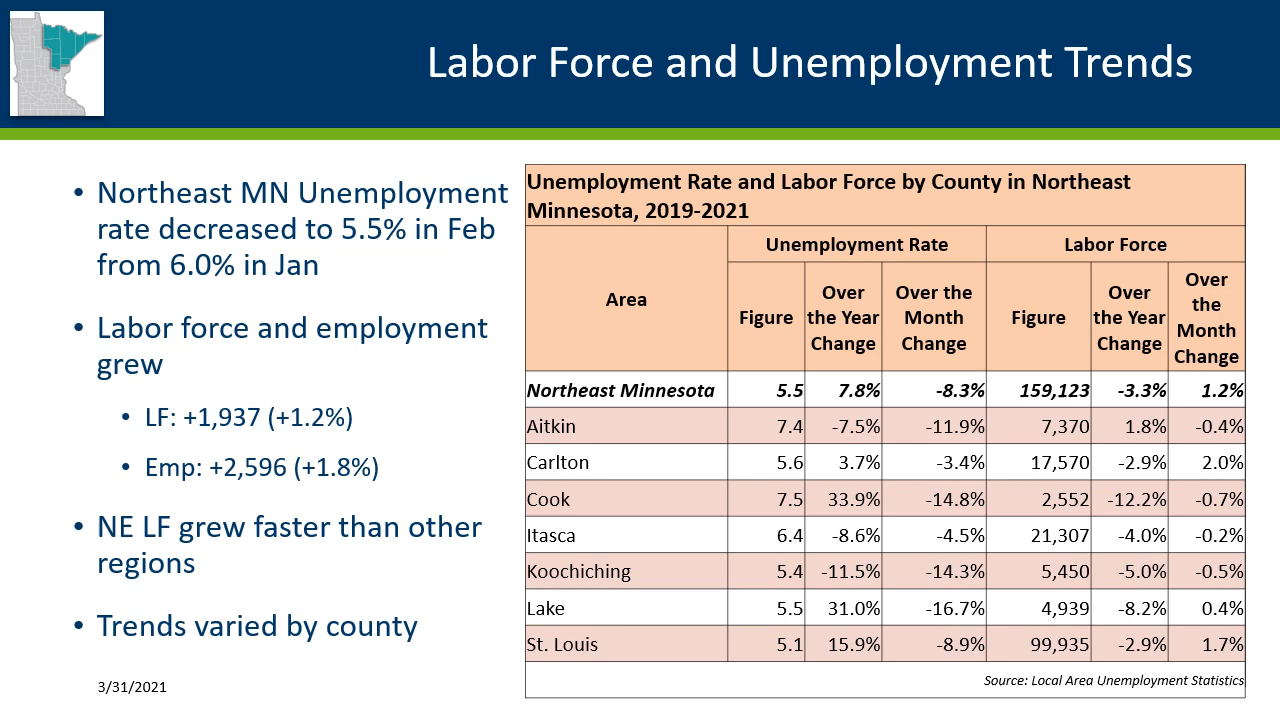 Labor Force and Unemployment Trends
• Northeast MN Unemployment
rate decreased to 5.5% in Feb
from 6.0% in Jan
• Labor force and employment
grew
• LF: +1,937 (+1.2%)
• Emp: +2,596 (+1.8%)
• NE LF grew faster than other
regions
• Trends varied by county
3/31/2021
Unemployment Rate and Labor Force by County in Northeast
Minnesota, 2019-2021
Area
Unemployment Rate
Labor Force
Figure
Over
the Year
Change
Over the
Month
Change
Figure
Over
the Year
Change
Over
the
Month
Change
Northeast Minnesota 5.5 7.8% -8.3% 159,123 -3.3% 1.2%
Aitkin 7.4 -7.5% -11.9% 7,370 1.8% -0.4%
Carlton 5.6 3.7% -3.4% 17,570 -2.9% 2.0%
Cook 7.5 33.9% -14.8% 2,552 -12.2% -0.7%
Itasca 6.4 -8.6% -4.5% 21,307 -4.0% -0.2%
Koochiching 5.4 -11.5% -14.3% 5,450 -5.0% -0.5%
Lake 5.5 31.0% -16.7% 4,939 -8.2% 0.4%
St. Louis 5.1 15.9% -8.9% 99,935 -2.9% 1.7%
Source: Local Area Unemployment Statistics